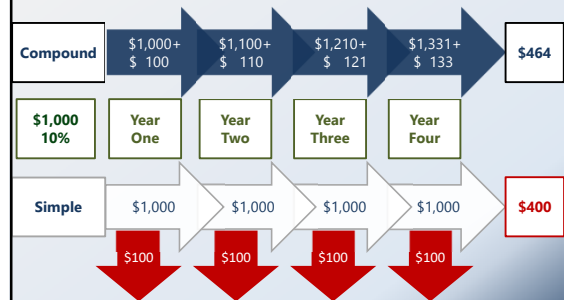 Compound
$1,000+
$ 100
$1,100+
$ 110
$1,210+
$ 121
$1,331+
$ 133
$464
$1,000
10%
Year
One
Year
Two
Year
Three
Year
Four
Simple
$1,000
$1,000
$1,000
$1,000
$400
$100
$100
$100
$100